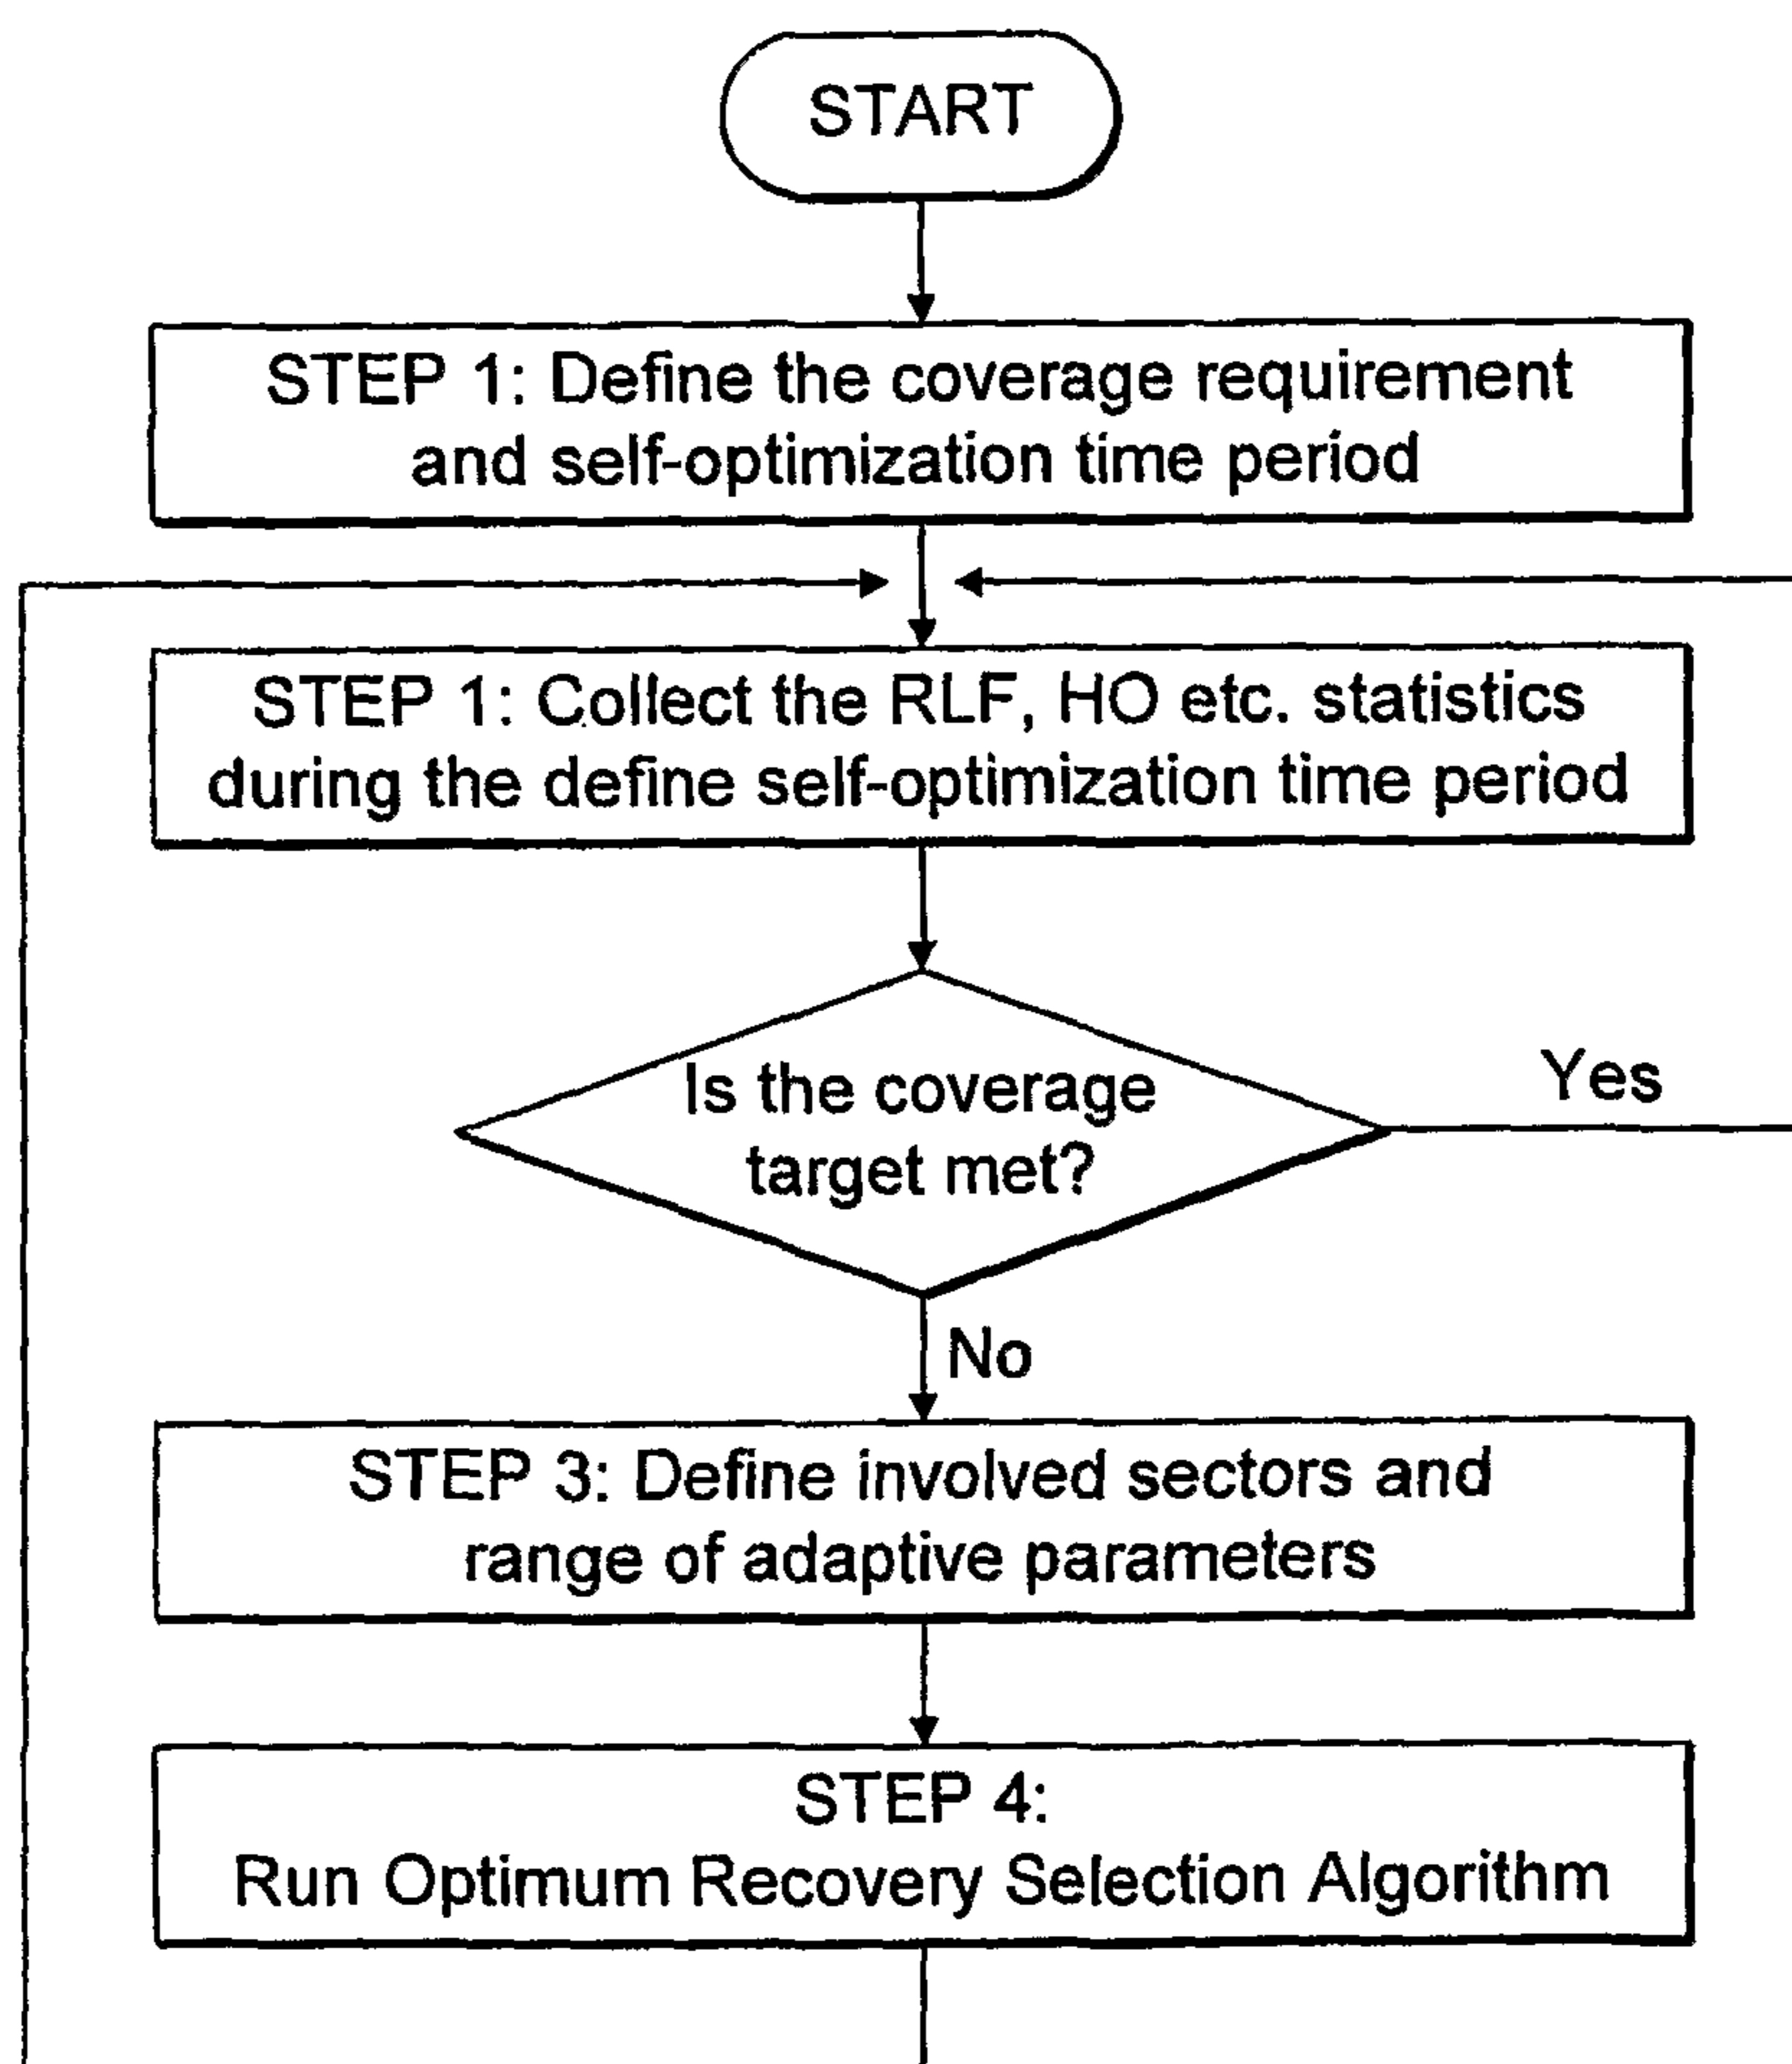 START
STEP 1: Define the coverage requirement
and self-optimization time period
STEP 1: Collect the RLF, HO etc. statistics
during the define self-optimization time period
Is the coverage
target met?
Yes
No
STEP 3: Define involved sectors and
range of adaptive parameters
STEP 4:
Run Optimum Recovery Selection Algorithm